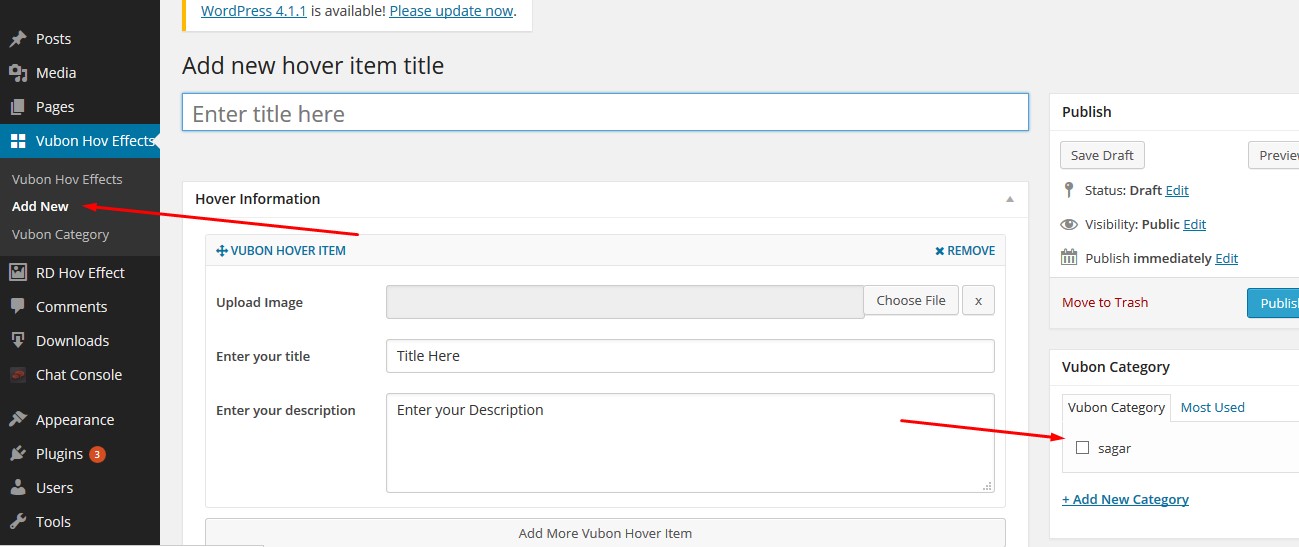 WordPress 4.1.1 is available! Please update now.
Posts
Media
Pages
Vubon Hov Effects
Vubon Hov Effects
Add New
Vubon Category
RD Hov Effect
Comments
Downloads
Chat Console
Appearance
Plugins 3
Users
Tools
Add new hover item title
Enter title here
Hover Information
VUBON HOVER ITEM
✖ REMOVE
Upload Image
Choose File
x
Enter your title
Title Here
Enter your description
Enter your Description
Add More Vubon Hover Item
Publish
Save Draft
Preview
Status: Draft Edit
Visibility: Public Edit
Publish immediately Edit
Move to Trash
Publish
Vubon Category
Vubon Category
Most Used
sagar
+ Add New Category